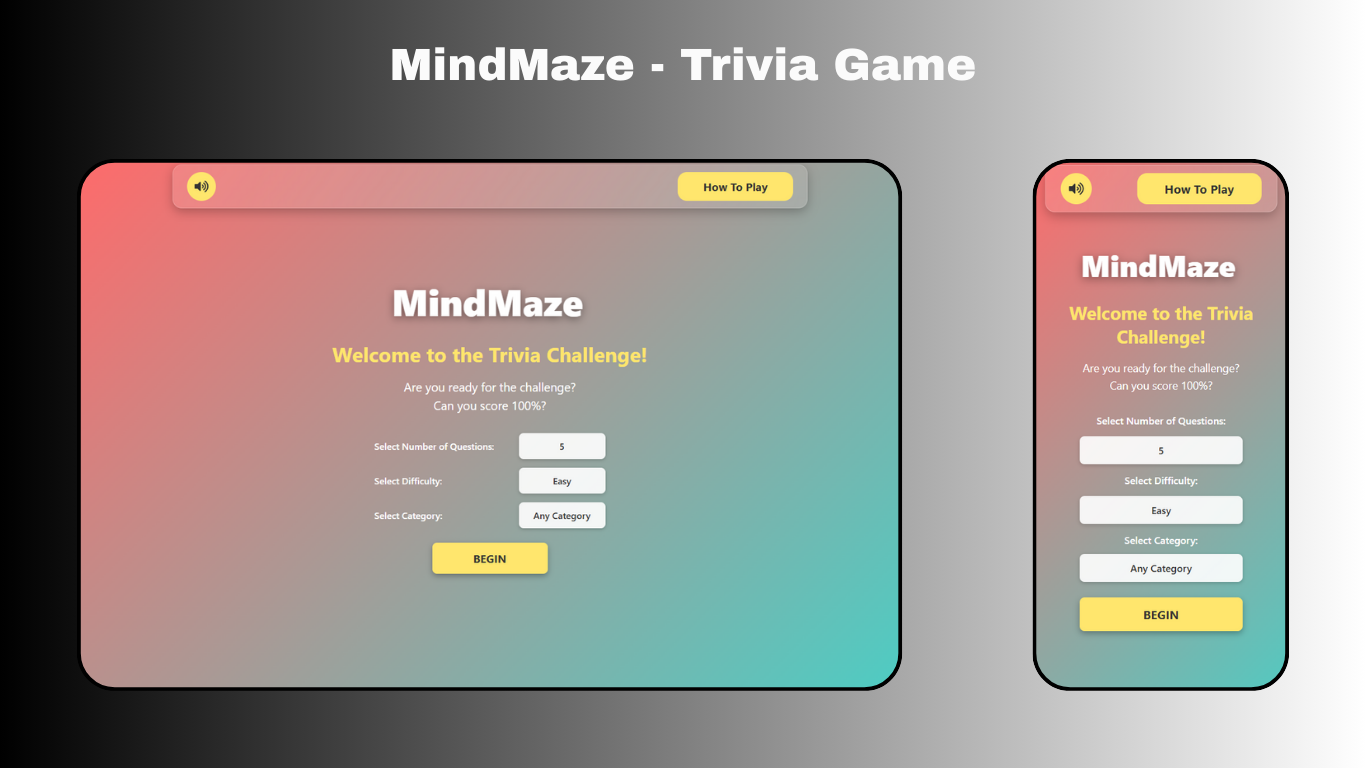 MindMaze - Trivia Game
How To Play
MindMaze
Welcome to the Trivia Challenge!
Are you ready for the challenge?
Can you score 100%?
Select Number of Questions: 5
Select Difficulty: Easy
Select Category: Any Category
BEGIN
How To Play
MindMaze
Welcome to the Trivia
Challenge!
Are you ready for the challenge?
Can you score 100%?
Select Number of Questions:
5
Select Difficulty:
Easy
Select Category:
Any Category
BEGIN